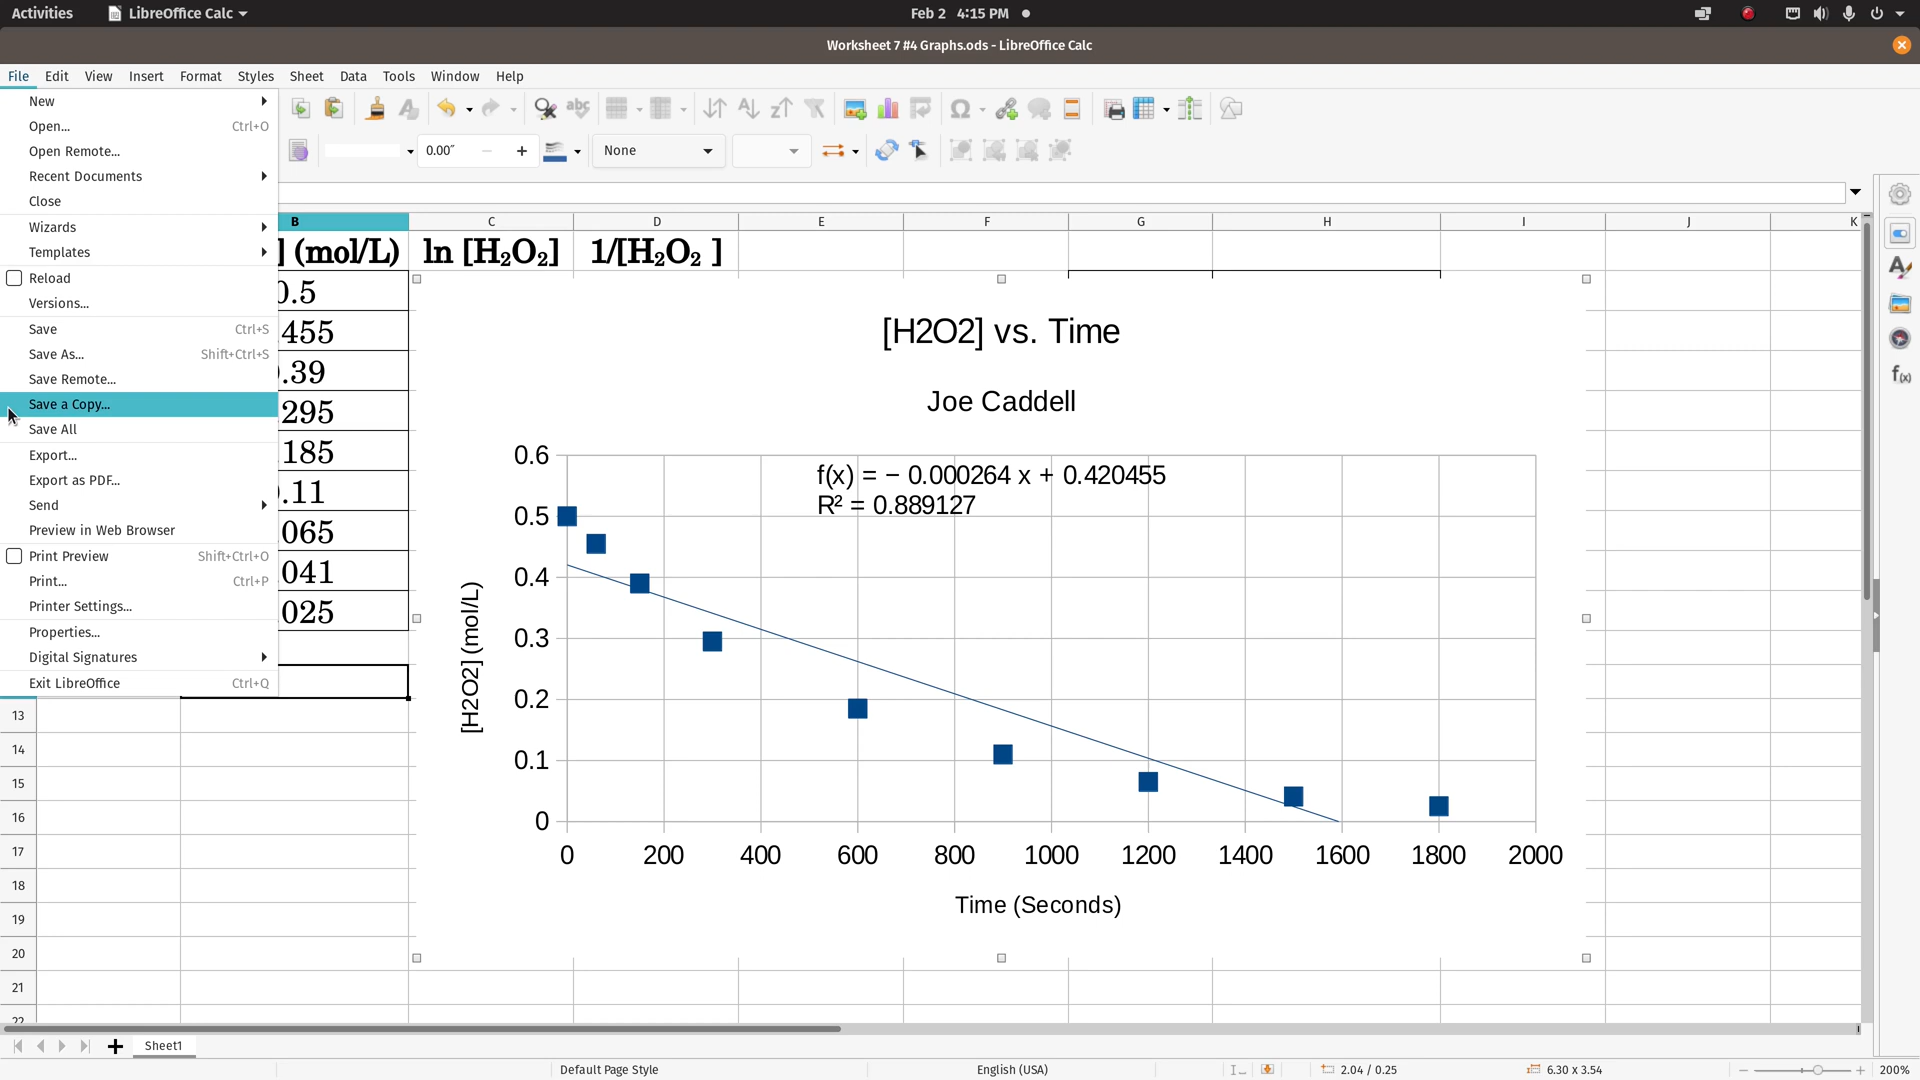 Activities LibreOffice Calc Feb 2 4:15 PM
Worksheet 7 #4 Graphs.ods - LibreOffice Calc
File Edit View Insert Format Styles Sheet Data Tools Window Help
New
Open... Ctrl+O
Open Remote...
Recent Documents
Close
Wizards
Templates
Reload
Versions...
Save Ctrl+S
Save As... Shift+Ctrl+S
Save Remote...
Save a Copy...
Save All
Export...
Export as PDF...
Send
Preview in Web Browser
Print Preview Shift+Ctrl+O
Print... Ctrl+P
Printer Settings...
Properties...
Digital Signatures
Exit LibreOffice Ctrl+Q
abc
A
0.00″ None
B C D E F G H I J K
] (mol/L) ln [H₂O₂] 1/[H₂O₂ ]
0.5
455
.39
295
185
.11
065
041
025
[H2O2] vs. Time
Joe Caddell
f(x) = − 0.000264 x + 0.420455
R² = 0.889127
0.6
0.5
0.4
0.3
0.2
0.1
0
[H2O2] (mol/L)
0 200 400 600 800 1000 1200 1400 1600 1800 2000
Time (Seconds)
13
14
15
16
17
18
19
20
21
22
Sheet1
Default Page Style English (USA) 2.04 / 0.25 6.30 x 3.54 200%